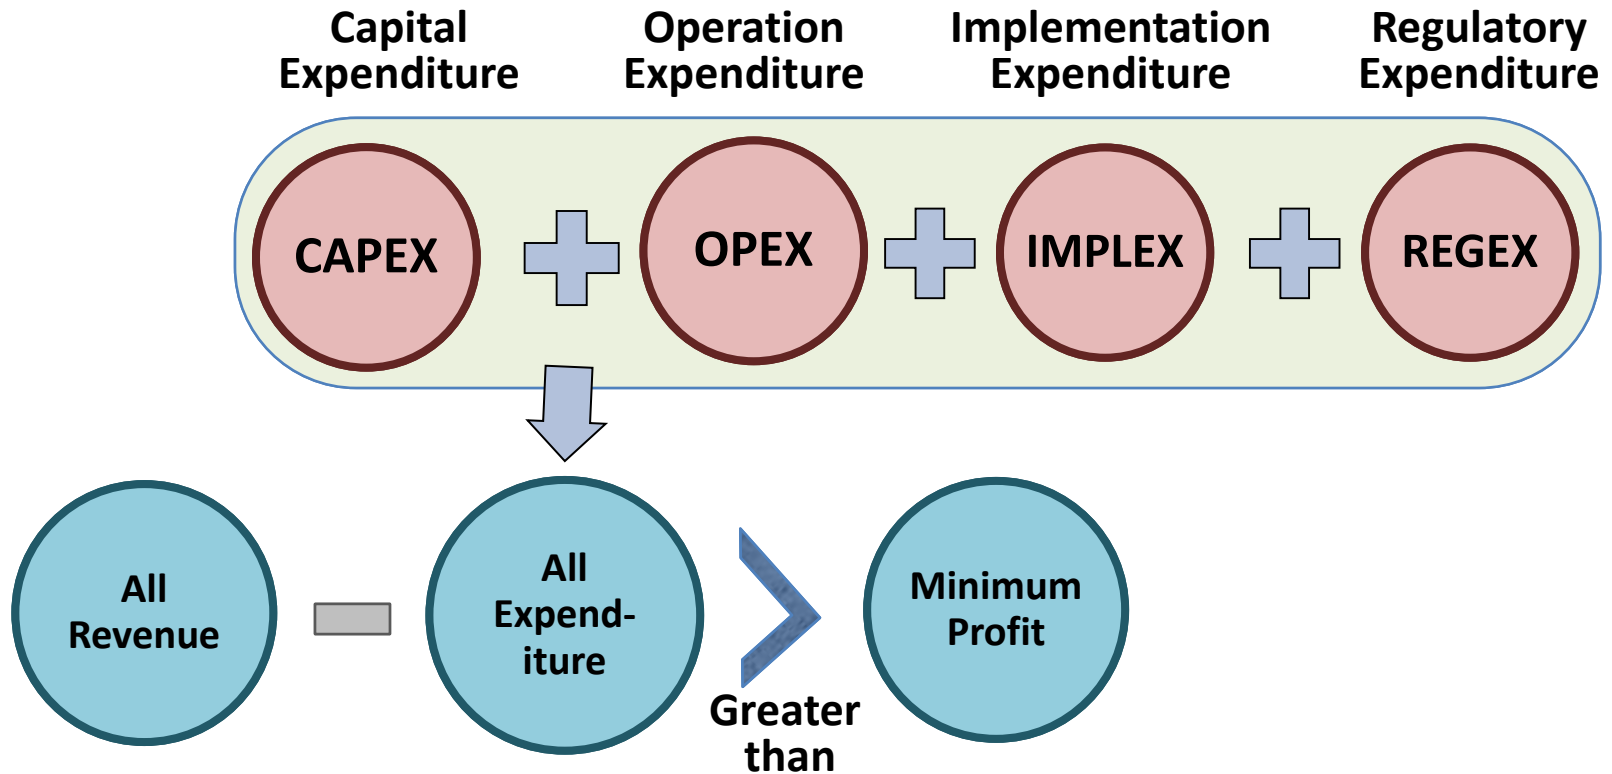 Capital
Expenditure
Operation
Expenditure
Implementation
Expenditure
Regulatory
Expenditure
CAPEX
OPEX
IMPLEX
REGEX
All
Revenue
All
Expend-
iture
Greater
than
Minimum
Profit